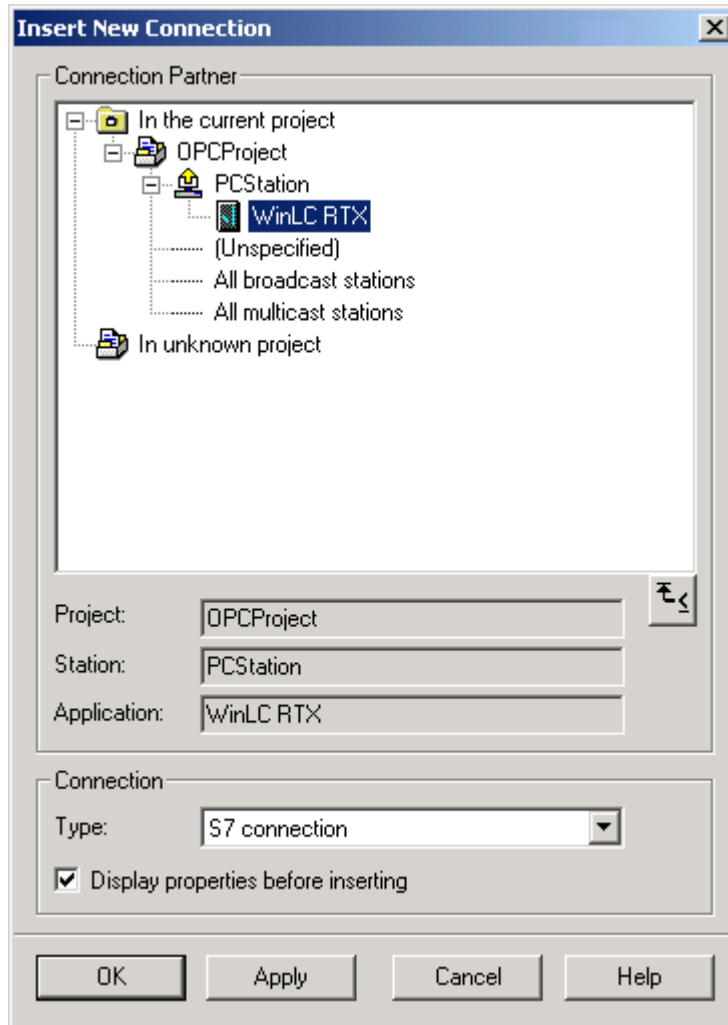 Insert New Connection
Connection Partner
In the current project
OPCProject
PCStation
WinLC RTX
(Unspecified)
All broadcast stations
All multicast stations
In unknown project
Project: OPCProject
Station: PCStation
Application: WinLC RTX
Connection
Type: S7 connection
Display properties before inserting
OK Apply Cancel Help